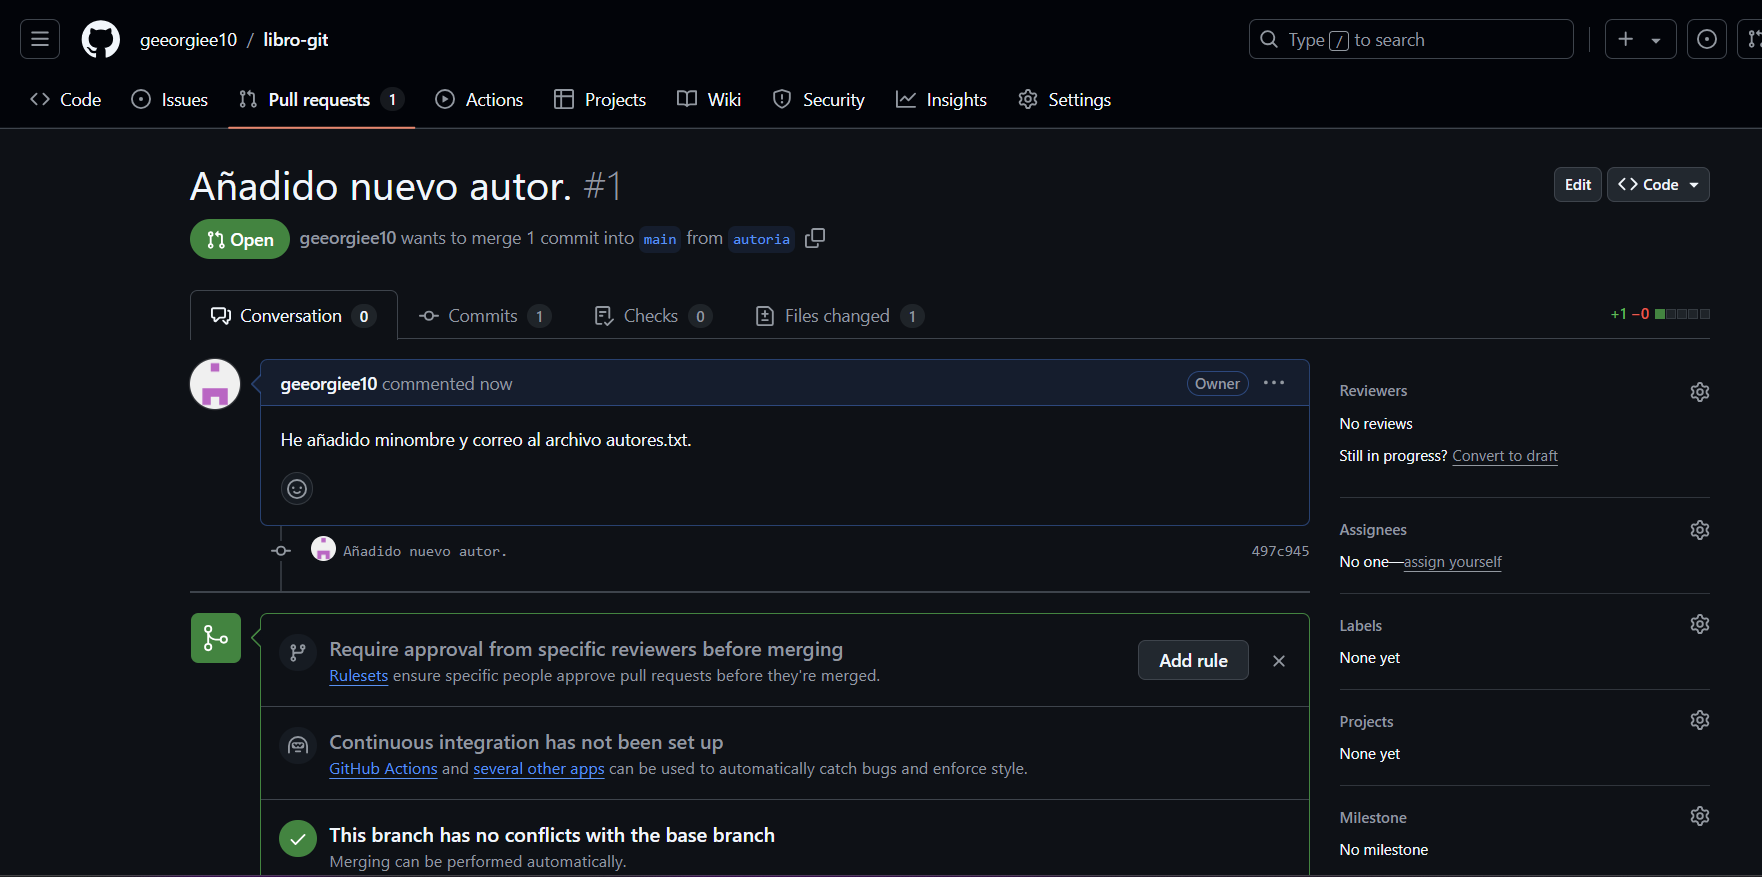 geeorgiee10 / libro-git
Type / to search
Code
Issues
Pull requests 1
Actions
Projects
Wiki
Security
Insights
Settings
Añadido nuevo autor. #1
Edit
Code
Open
geeorgiee10 wants to merge 1 commit into main from autoria
Conversation 0
Commits 1
Checks 0
Files changed 1
+1 −0
geeorgiee10 commented now
Owner
He añadido minombre y correo al archivo autores.txt.
Añadido nuevo autor.
497c945
Require approval from specific reviewers before merging
Rulesets ensure specific people approve pull requests before they're merged.
Add rule
Continuous integration has not been set up
GitHub Actions and several other apps can be used to automatically catch bugs and enforce style.
This branch has no conflicts with the base branch
Merging can be performed automatically.
Reviewers
No reviews
Still in progress? Convert to draft
Assignees
No one—assign yourself
Labels
None yet
Projects
None yet
Milestone
No milestone